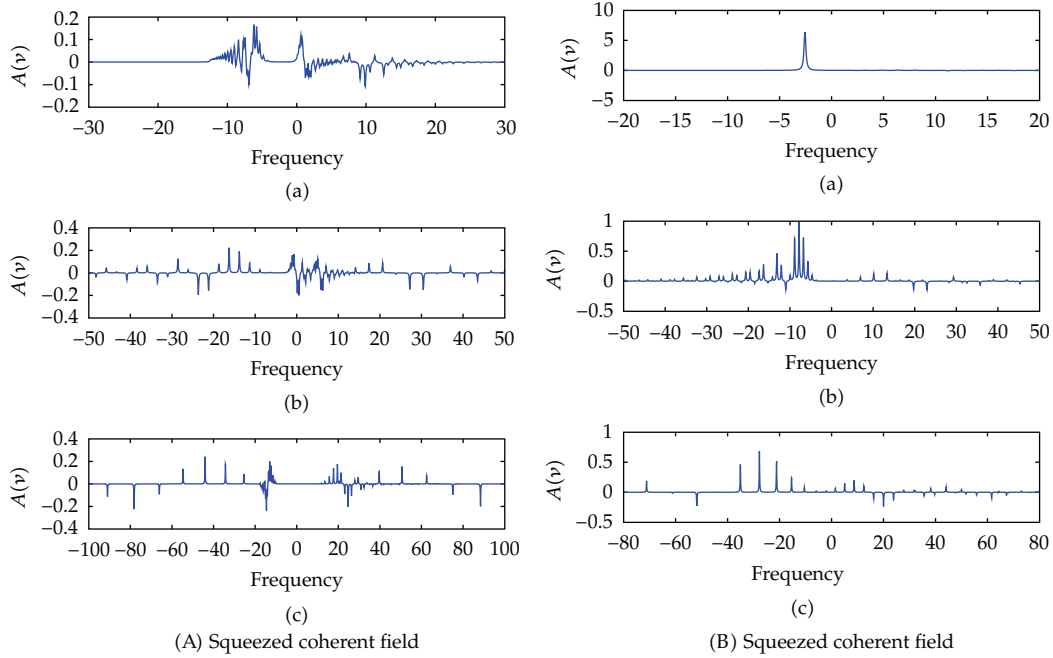 A(ν)
0.2
0.1
0
−0.1
−0.2
−30 −20 −10 0 10 20 30
Frequency
(a)
A(ν)
0.4
0.2
0
−0.2
−0.4
−50 −40 −30 −20 −10 0 10 20 30 40 50
Frequency
(b)
A(ν)
0.4
0.2
0
−0.2
−0.4
−100 −80 −60 −40 −20 0 20 40 60 80 100
Frequency
(c)
(A) Squeezed coherent field
A(ν)
10
5
0
−5
−20 −15 −10 −5 0 5 10 15 20
Frequency
(a)
A(ν)
1
0.5
0
−0.5
−50 −40 −30 −20 −10 0 10 20 30 40 50
Frequency
(b)
A(ν)
1
0.5
0
−0.5
−80 −60 −40 −20 0 20 40 60 80
Frequency
(c)
(B) Squeezed coherent field